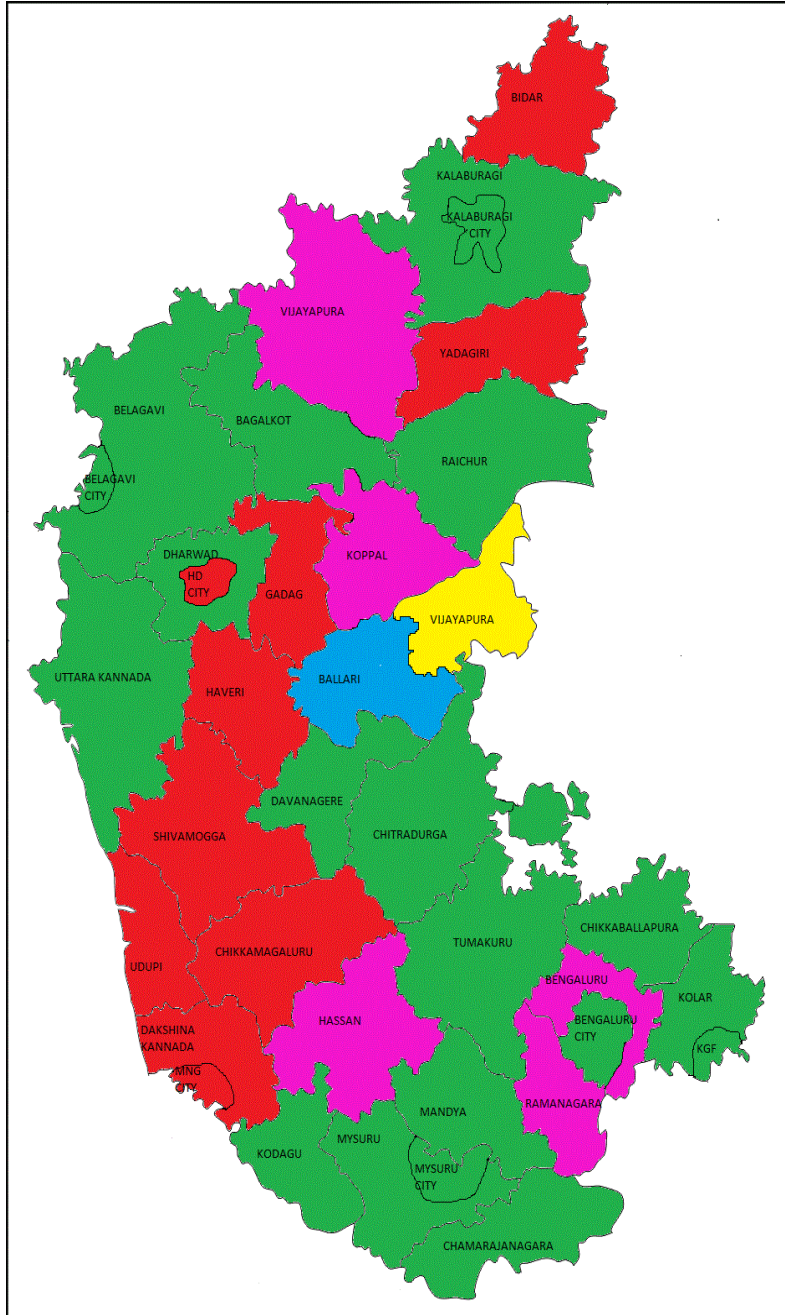 BIDAR
KALABURAGI
KALABURAGI
CITY
VIJAYAPURA
YADAGIRI
BELAGAVI
BAGALKOT
RAICHUR
BELAGAVI
CITY
DHARWAD
HD
CITY
GADAG
KOPPAL
VIJAYAPURA
UTTARA KANNADA
HAVERI
BALLARI
DAVANAGERE
SHIVAMOGGA
CHITRADURGA
CHIKKABALLAPURA
TUMAKURU
CHIKKAMAGALURU
UDUPI
BENGALURU
KOLAR
HASSAN
BENGALURU
CITY
DAKSHINA
KANNADA
KGF
MNG
CITY
RAMANAGARA
MANDYA
MYSURU
KODAGU
MYSURU
CITY
CHAMARAJANAGARA